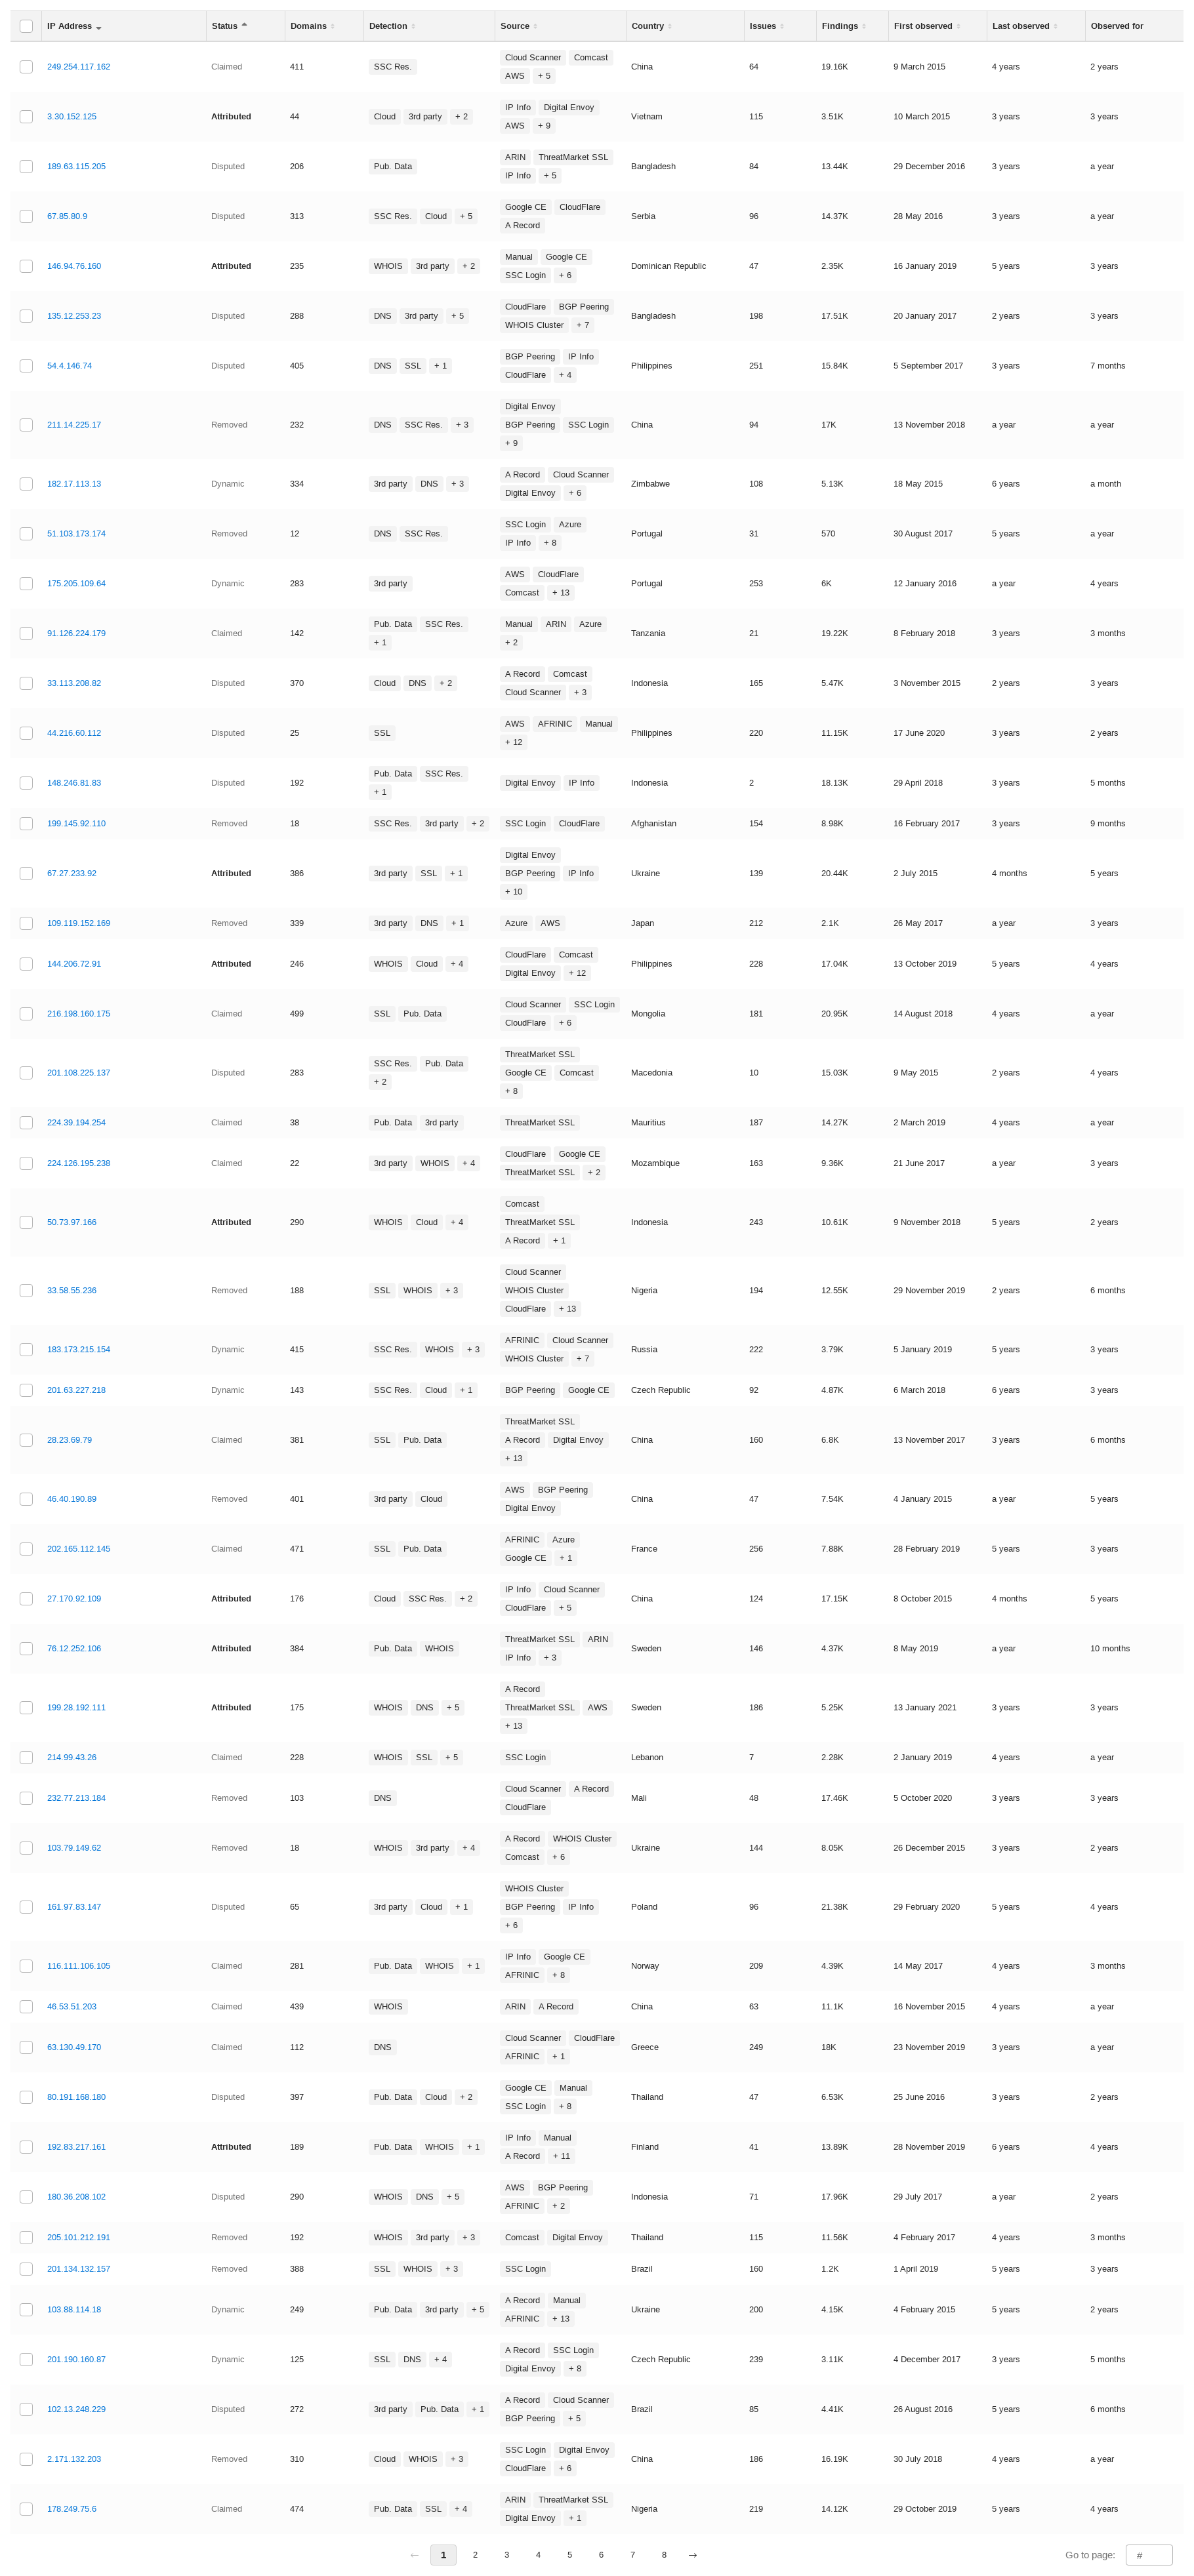 IP Address Status Domains Detection Source Country Issues Findings First observed Last observed Observed for
249.254.117.162 Claimed 411 SSC Res. Cloud Scanner Comcast AWS + 5 China 64 19.16K 9 March 2015 4 years 2 years
3.30.152.125 Attributed 44 Cloud 3rd party + 2 IP Info Digital Envoy AWS + 9 Vietnam 115 3.51K 10 March 2015 3 years 3 years
189.63.115.205 Disputed 206 Pub. Data ARIN ThreatMarket SSL IP Info + 5 Bangladesh 84 13.44K 29 December 2016 3 years a year
67.85.80.9 Disputed 313 SSC Res. Cloud + 5 Google CE CloudFlare A Record Serbia 96 14.37K 28 May 2016 3 years a year
146.94.76.160 Attributed 235 WHOIS 3rd party + 2 Manual Google CE SSC Login + 6 Dominican Republic 47 2.35K 16 January 2019 5 years 3 years
135.12.253.23 Disputed 288 DNS 3rd party + 5 CloudFlare BGP Peering WHOIS Cluster + 7 Bangladesh 198 17.51K 20 January 2017 2 years 3 years
54.4.146.74 Disputed 405 DNS SSL + 1 BGP Peering IP Info CloudFlare + 4 Philippines 251 15.84K 5 September 2017 3 years 7 months
211.14.225.17 Removed 232 DNS SSC Res. + 3 Digital Envoy BGP Peering SSC Login + 9 China 94 17K 13 November 2018 a year a year
182.17.113.13 Dynamic 334 3rd party DNS + 3 A Record Cloud Scanner Digital Envoy + 6 Zimbabwe 108 5.13K 18 May 2015 6 years a month
51.103.173.174 Removed 12 DNS SSC Res. SSC Login Azure IP Info + 8 Portugal 31 570 30 August 2017 5 years a year
175.205.109.64 Dynamic 283 3rd party AWS CloudFlare Comcast + 13 Portugal 253 6K 12 January 2016 a year 4 years
91.126.224.179 Claimed 142 Pub. Data SSC Res. + 1 Manual ARIN Azure + 2 Tanzania 21 19.22K 8 February 2018 3 years 3 months
33.113.208.82 Disputed 370 Cloud DNS + 2 A Record Comcast Cloud Scanner + 3 Indonesia 165 5.47K 3 November 2015 2 years 3 years
44.216.60.112 Disputed 25 SSL AWS AFRINIC Manual + 12 Philippines 220 11.15K 17 June 2020 3 years 2 years
148.246.81.83 Disputed 192 Pub. Data SSC Res. + 1 Digital Envoy IP Info Indonesia 2 18.13K 29 April 2018 3 years 5 months
199.145.92.110 Removed 18 SSC Res. 3rd party + 2 SSC Login CloudFlare Afghanistan 154 8.98K 16 February 2017 3 years 9 months
67.27.233.92 Attributed 386 3rd party SSL + 1 Digital Envoy BGP Peering IP Info + 10 Ukraine 139 20.44K 2 July 2015 4 months 5 years
109.119.152.169 Removed 339 3rd party DNS + 1 Azure AWS Japan 212 2.1K 26 May 2017 a year 3 years
144.206.72.91 Attributed 246 WHOIS Cloud + 4 CloudFlare Comcast Digital Envoy + 12 Philippines 228 17.04K 13 October 2019 5 years 4 years
216.198.160.175 Claimed 499 SSL Pub. Data Cloud Scanner SSC Login CloudFlare + 6 Mongolia 181 20.95K 14 August 2018 4 years a year
201.108.225.137 Disputed 283 SSC Res. Pub. Data + 2 ThreatMarket SSL Google CE Comcast + 8 Macedonia 10 15.03K 9 May 2015 2 years 4 years
224.39.194.254 Claimed 38 Pub. Data 3rd party ThreatMarket SSL Mauritius 187 14.27K 2 March 2019 4 years a year
224.126.195.238 Claimed 22 3rd party WHOIS + 4 CloudFlare Google CE ThreatMarket SSL + 2 Mozambique 163 9.36K 21 June 2017 a year 3 years
50.73.97.166 Attributed 290 WHOIS Cloud + 4 Comcast ThreatMarket SSL A Record + 1 Indonesia 243 10.61K 9 November 2018 5 years 2 years
33.58.55.236 Removed 188 SSL WHOIS + 3 Cloud Scanner WHOIS Cluster CloudFlare + 13 Nigeria 194 12.55K 29 November 2019 2 years 6 months
183.173.215.154 Dynamic 415 SSC Res. WHOIS + 3 AFRINIC Cloud Scanner WHOIS Cluster + 7 Russia 222 3.79K 5 January 2019 5 years 3 years
201.63.227.218 Dynamic 143 SSC Res. Cloud + 1 BGP Peering Google CE Czech Republic 92 4.87K 6 March 2018 6 years 3 years
28.23.69.79 Claimed 381 SSL Pub. Data ThreatMarket SSL A Record Digital Envoy + 13 China 160 6.8K 13 November 2017 3 years 6 months
46.40.190.89 Removed 401 3rd party Cloud AWS BGP Peering Digital Envoy China 47 7.54K 4 January 2015 a year 5 years
202.165.112.145 Claimed 471 SSL Pub. Data AFRINIC Azure Google CE + 1 France 256 7.88K 28 February 2019 5 years 3 years
27.170.92.109 Attributed 176 Cloud SSC Res. + 2 IP Info Cloud Scanner CloudFlare + 5 China 124 17.15K 8 October 2015 4 months 5 years
76.12.252.106 Attributed 384 Pub. Data WHOIS ThreatMarket SSL ARIN IP Info + 3 Sweden 146 4.37K 8 May 2019 a year 10 months
199.28.192.111 Attributed 175 WHOIS DNS + 5 A Record ThreatMarket SSL AWS + 13 Sweden 186 5.25K 13 January 2021 3 years 3 years
214.99.43.26 Claimed 228 WHOIS SSL + 5 SSC Login Lebanon 7 2.28K 2 January 2019 4 years a year
232.77.213.184 Removed 103 DNS Cloud Scanner A Record CloudFlare Mali 48 17.46K 5 October 2020 3 years 3 years
103.79.149.62 Removed 18 WHOIS 3rd party + 4 A Record WHOIS Cluster Comcast + 6 Ukraine 144 8.05K 26 December 2015 3 years 2 years
161.97.83.147 Disputed 65 3rd party Cloud + 1 WHOIS Cluster BGP Peering IP Info + 6 Poland 96 21.38K 29 February 2020 5 years 4 years
116.111.106.105 Claimed 281 Pub. Data WHOIS + 1 IP Info Google CE AFRINIC + 8 Norway 209 4.39K 14 May 2017 4 years 3 months
46.53.51.203 Claimed 439 WHOIS ARIN A Record China 63 11.1K 16 November 2015 4 years a year
63.130.49.170 Claimed 112 DNS Cloud Scanner CloudFlare AFRINIC + 1 Greece 249 18K 23 November 2019 3 years a year
80.191.168.180 Disputed 397 Pub. Data Cloud + 2 Google CE Manual SSC Login + 8 Thailand 47 6.53K 25 June 2016 3 years 2 years
192.83.217.161 Attributed 189 Pub. Data WHOIS + 1 IP Info Manual A Record + 11 Finland 41 13.89K 28 November 2019 6 years 4 years
180.36.208.102 Disputed 290 WHOIS DNS + 5 AWS BGP Peering AFRINIC + 2 Indonesia 71 17.96K 29 July 2017 a year 2 years
205.101.212.191 Removed 192 WHOIS 3rd party + 3 Comcast Digital Envoy Thailand 115 11.56K 4 February 2017 4 years 3 months
201.134.132.157 Removed 388 SSL WHOIS + 3 SSC Login Brazil 160 1.2K 1 April 2019 5 years 3 years
103.88.114.18 Dynamic 249 Pub. Data 3rd party + 5 A Record Manual AFRINIC + 13 Ukraine 200 4.15K 4 February 2015 5 years 2 years
201.190.160.87 Dynamic 125 SSL DNS + 4 A Record SSC Login Digital Envoy + 8 Czech Republic 239 3.11K 4 December 2017 3 years 5 months
102.13.248.229 Disputed 272 3rd party Pub. Data + 1 A Record Cloud Scanner BGP Peering + 5 Brazil 85 4.41K 26 August 2016 5 years 6 months
2.171.132.203 Removed 310 Cloud WHOIS + 3 SSC Login Digital Envoy CloudFlare + 6 China 186 16.19K 30 July 2018 4 years a year
178.249.75.6 Claimed 474 Pub. Data SSL + 4 ARIN ThreatMarket SSL Digital Envoy + 1 Nigeria 219 14.12K 29 October 2019 5 years 4 years
← 1 2 3 4 5 6 7 8 → Go to page: #